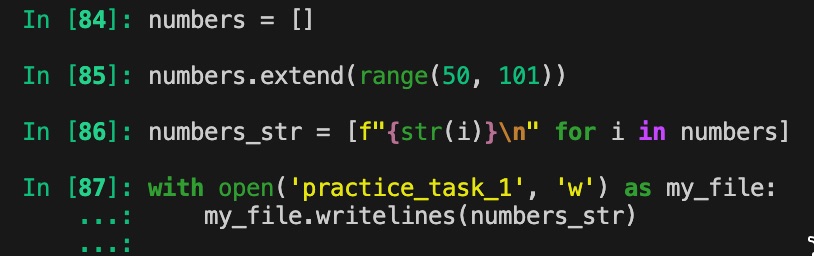 In [84]: numbers = []
In [85]: numbers.extend(range(50, 101))
In [86]: numbers_str = [f"{str(i)}\n" for i in numbers]
In [87]: with open('practice_task_1', 'w') as my_file:
...: my_file.writelines(numbers_str)
...: